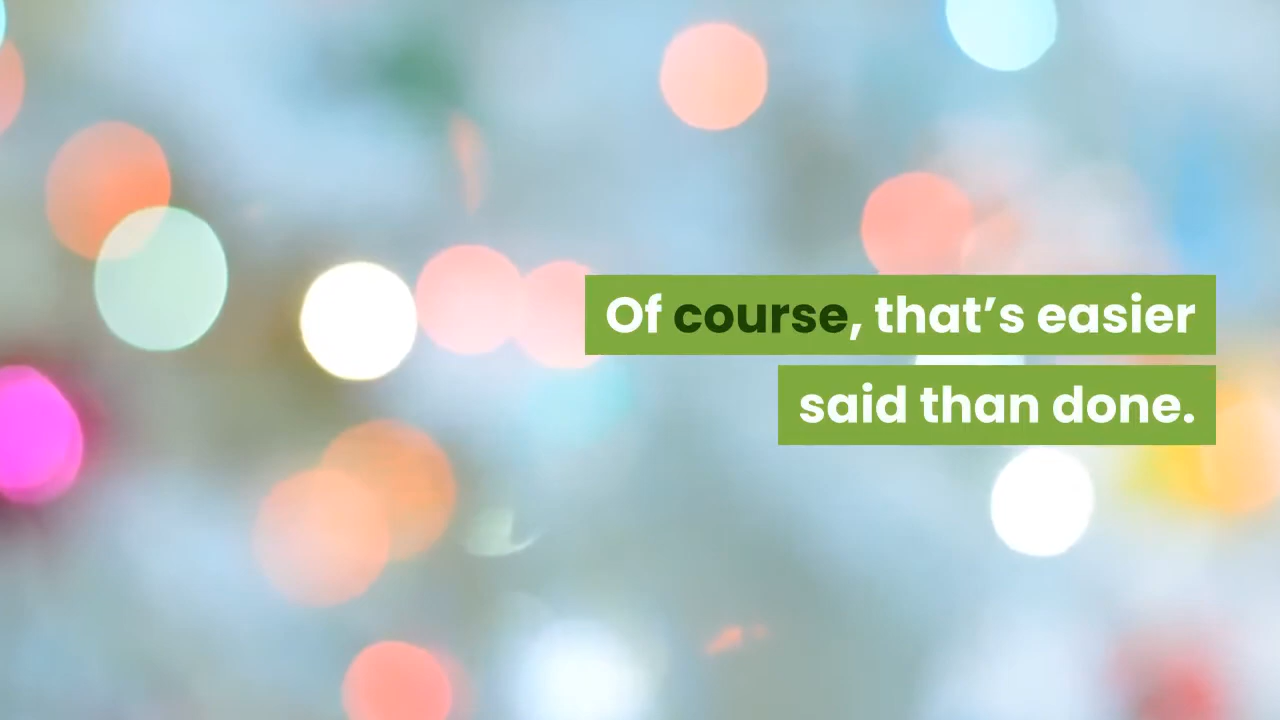 Of course, that’s easier
said than done.